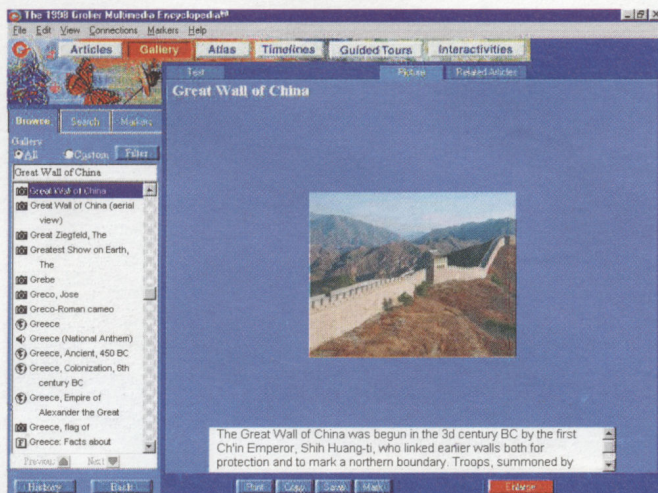 The 1998 Grolier Multimedia Encyclopedia
File Edit View Connections Markers Help
Articles Gallery Atlas Timelines Guided Tours Interactivities
Text Picture Related Articles
Great Wall of China
Browse Search Markers
Gallery
All Custom Filter
Great Wall of China
Great Wall of China
Great Wall of China (aerial
view)
Great Ziegfeld, The
Greatest Show on Earth,
The
Grebe
Greco, Jose
Greco-Roman cameo
Greece
Greece (National Anthem)
Greece, Ancient, 450 BC
Greece, Colonization, 6th
century BC
Greece, Empire of
Alexander the Great
Greece, flag of
Greece: Facts about
Previous Next
History Back
The Great Wall of China was begun in the 3d century BC by the first
Ch'in Emperor, Shih Huang-ti, who linked earlier walls both for
protection and to mark a northern boundary. Troops, summoned by
Print Copy Save Mark Enlarge